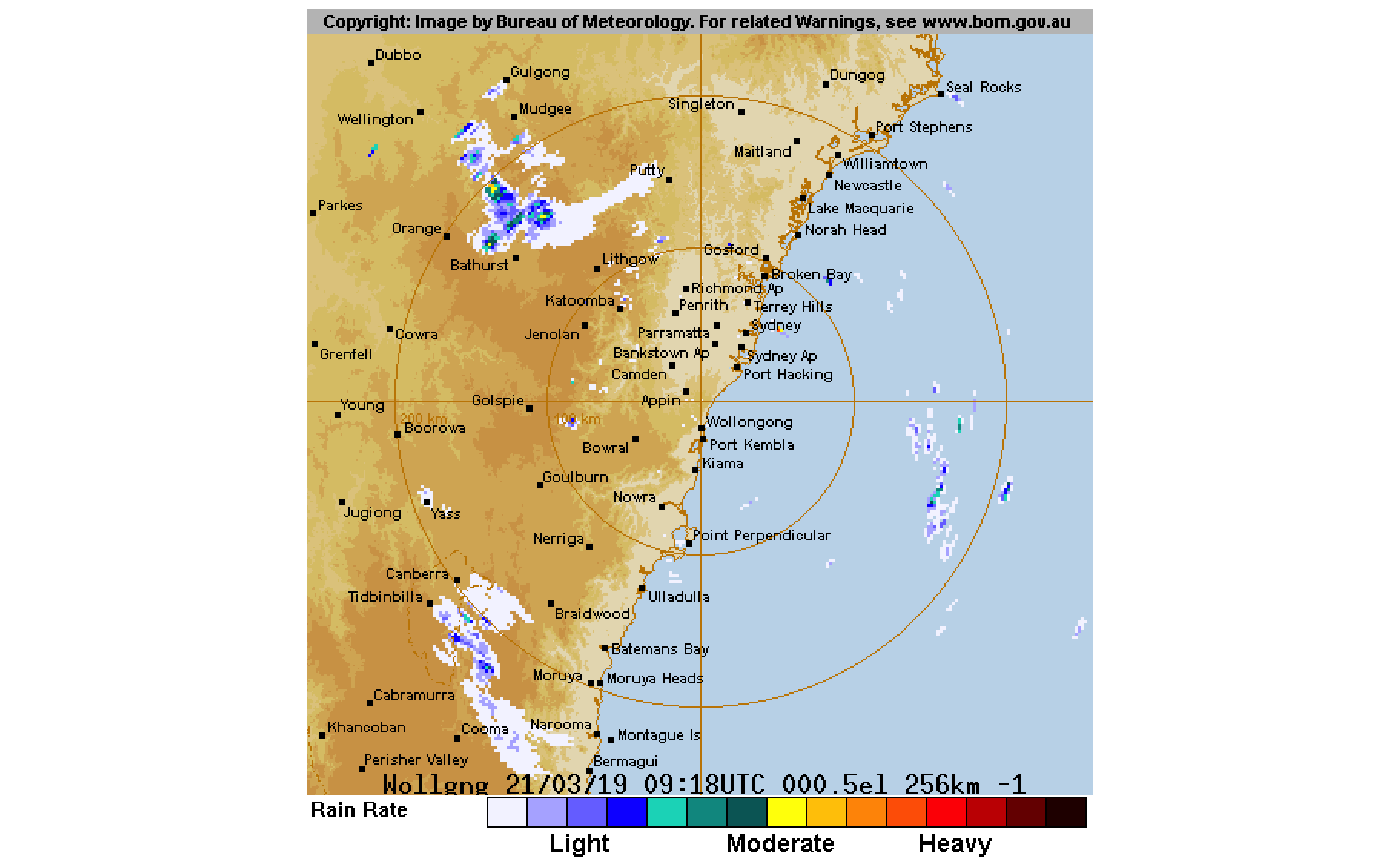 Copyright: Image by Bureau of Meteorology. For related Warnings, see www.bom.gov.au
Dubbo
Gulgong
Dungog
Seal Rocks
Singleton
Mudgee
Wellington
Port Stephens
Maitland
Williamtown
Putty
Newcastle
Parkes
Lake Macquarie
Orange
Norah Head
Gosford
Lithgow
Bathurst
Broken Bay
Richmond Ap
Katoomba
Penrith
Terrey Hills
Sydney
Cowra
Jenolan
Parramatta
Grenfell
Bankstown Ap
Sydney Ap
Camden
Port Hacking
Golspie
Appin
Young
200 km
100 km
Boorowa
Wollongong
Bowral
Port Kembla
Kiama
Goulburn
Nowra
Jugiong
Yass
Nerriga
Point Perpendicular
Canberra
Tidbinbilla
Ulladulla
Braidwood
Batemans Bay
Moruya
Moruya Heads
Cabramurra
Khancoban
Cooma
Narooma
Montague Is
Perisher Valley
Bermagui
Wollgng 21/03/19 09:18UTC 000.5el 256km -1
Rain Rate
Light
Moderate
Heavy